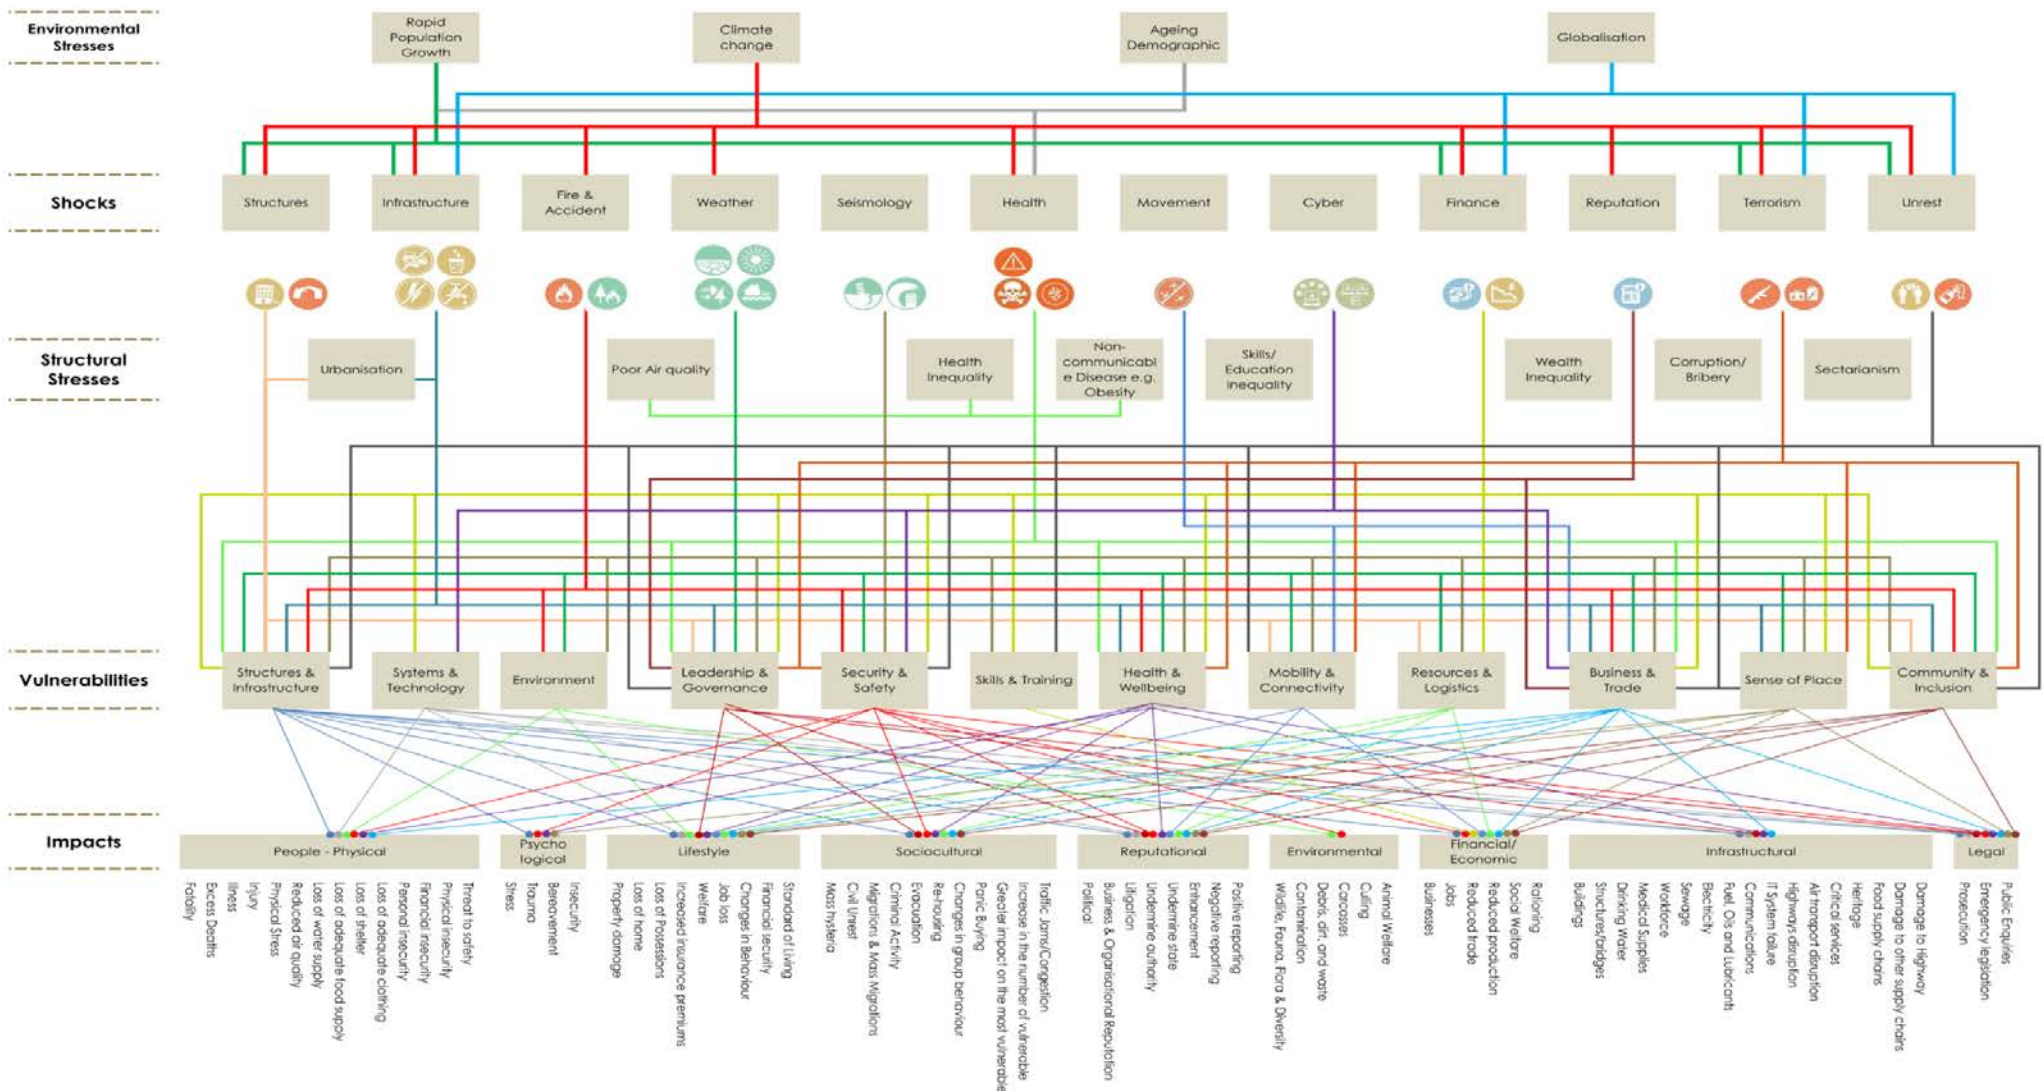 Environmental
Stresses
Rapid
Population
Growth
Climate
change
Ageing
Demographic
Globalisation
Shocks
Structures
Infrastructure
Fire &
Accident
Weather
Seismology
Health
Movement
Cyber
Finance
Reputation
Terrorism
Unrest
Structural
Stresses
Urbanisation
Poor Air quality
Health
Inequality
Non-
communicabl
e Disease e.g.
Obesity
Skills/
Education
Inequality
Wealth
Inequality
Corruption/
Bribery
Sectarianism
Vulnerabilities
Structures &
Infrastructure
Systems &
Technology
Environment
Leadership &
Governance
Security &
Safety
Skills & Training
Health &
Wellbeing
Mobility &
Connectivity
Resources &
Logistics
Business &
Trade
Sense of Place
Community &
Inclusion
Impacts
People - Physical
Psycho
logical
Lifestyle
Sociocultural
Reputational
Environmental
Financial/
Economic
Infrastructural
Legal
Fatality
Excess Deaths
Illness
Injury
Physical Stress
Reduced air quality
Loss of water supply
Loss of adequate food supply
Loss of shelter
Loss of adequate clothing
Personal insecurity
Financial insecurity
Physical insecurity
Threat to safety
Stress
Trauma
Bereavement
Insecurity
Property damage
Loss of home
Loss of Possessions
Increased insurance premiums
Welfare
Job loss
Changes in Behaviour
Financial security
Standard of Living
Mass hysteria
Civil Unrest
Migrations & Mass Migrations
Criminal Activity
Evacuation
Re-housing
Changes in group behaviour
Panic Buying
Greater impact on the most vulnerable
Increase in the number of vulnerable
Traffic Jams/Congestion
Political
Business & Organisational Reputation
Litigation
Undermine authority
Undermine state
Enhancement
Negative reporting
Positive reporting
Wildlife, Fauna, Flora & Diversity
Contamination
Debris, dirt, and waste
Carcasses
Culling
Animal Welfare
Businesses
Jobs
Reduced trade
Reduced production
Social Welfare
Rationing
Buildings
Structures/bridges
Drinking Water
Medical Supplies
Workforce
Sewage
Electricity
Fuel, Oils and Lubricants
Communications
IT System failure
Highways disruption
Air transport disruption
Critical services
Heritage
Food supply chains
Damage to other supply chains
Damage to Highway
Prosecution
Emergency legislation
Public Enquiries